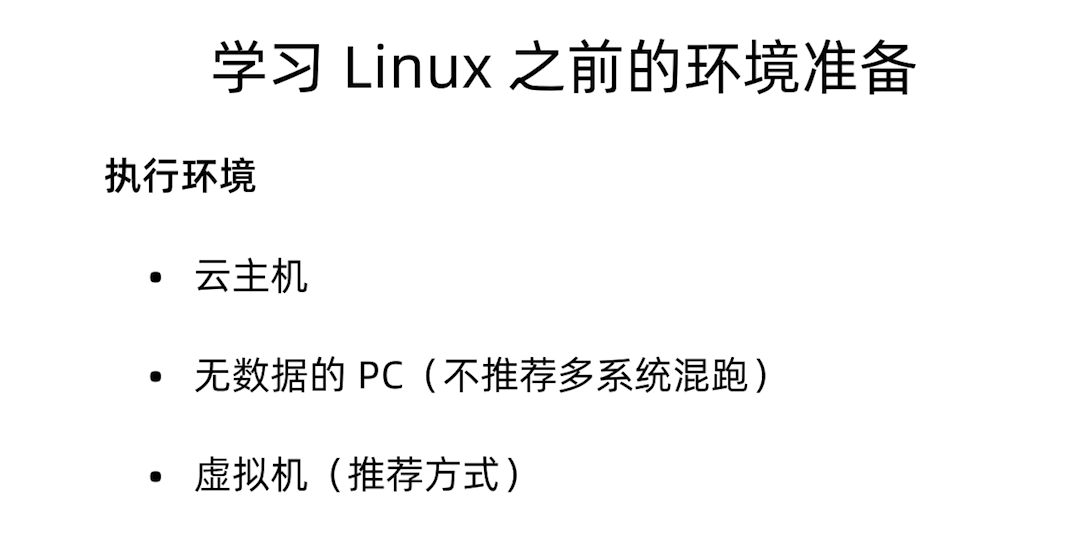 学习 Linux 之前的环境准备
执行环境
• 云主机
• 无数据的 PC（不推荐多系统混跑）
• 虚拟机（推荐方式）